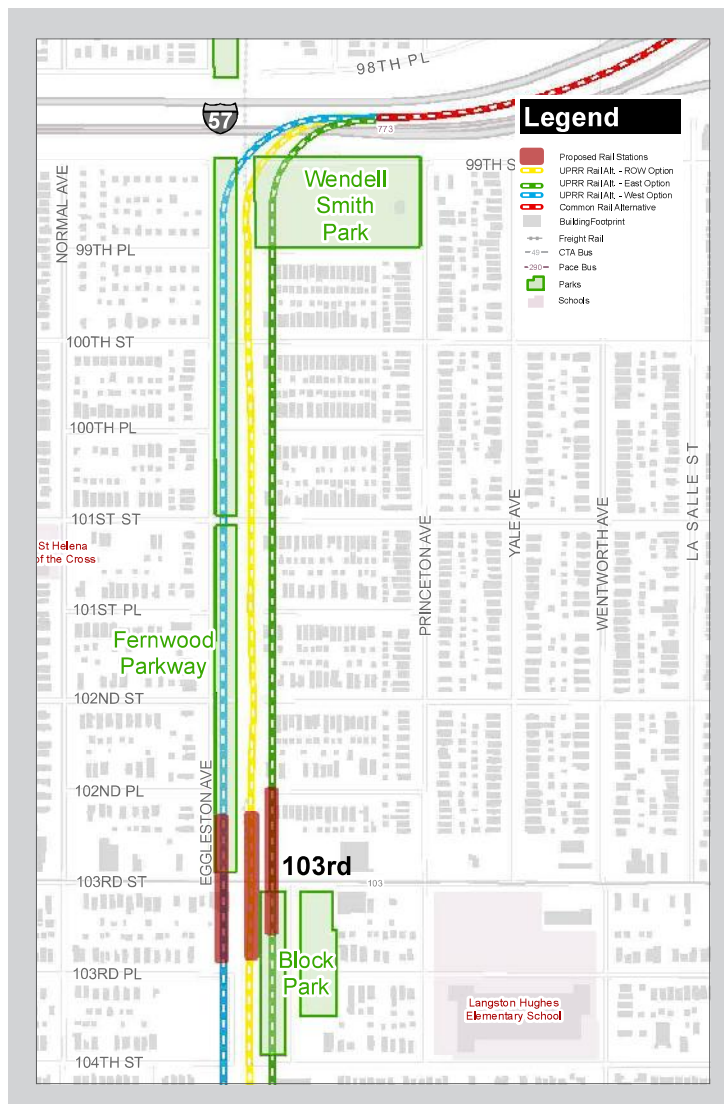 98TH PL
57
773
Legend
Proposed Rail Stations
UPRR Rail Alt. - ROW Option
UPRR Rail Alt. - East Option
UPRR Rail Alt. - West Option
Common Rail Alternative
BuildingFootprint
Freight Rail
49
CTA Bus
290
Pace Bus
Parks
Schools
99TH S
Wendell
Smith
Park
NORMAL AVE
99TH PL
100TH ST
100TH PL
LA SALLE ST
101ST ST
PRINCETON AVE
YALE AVE
WENTWORTH AVE
St Helena
of the Cross
101ST PL
Fernwood
Parkway
102ND ST
102ND PL
EGGLESTON AVE
103rd
103RD ST
103
Block
Park
103RD PL
Langston Hughes
Elementary School
104TH ST